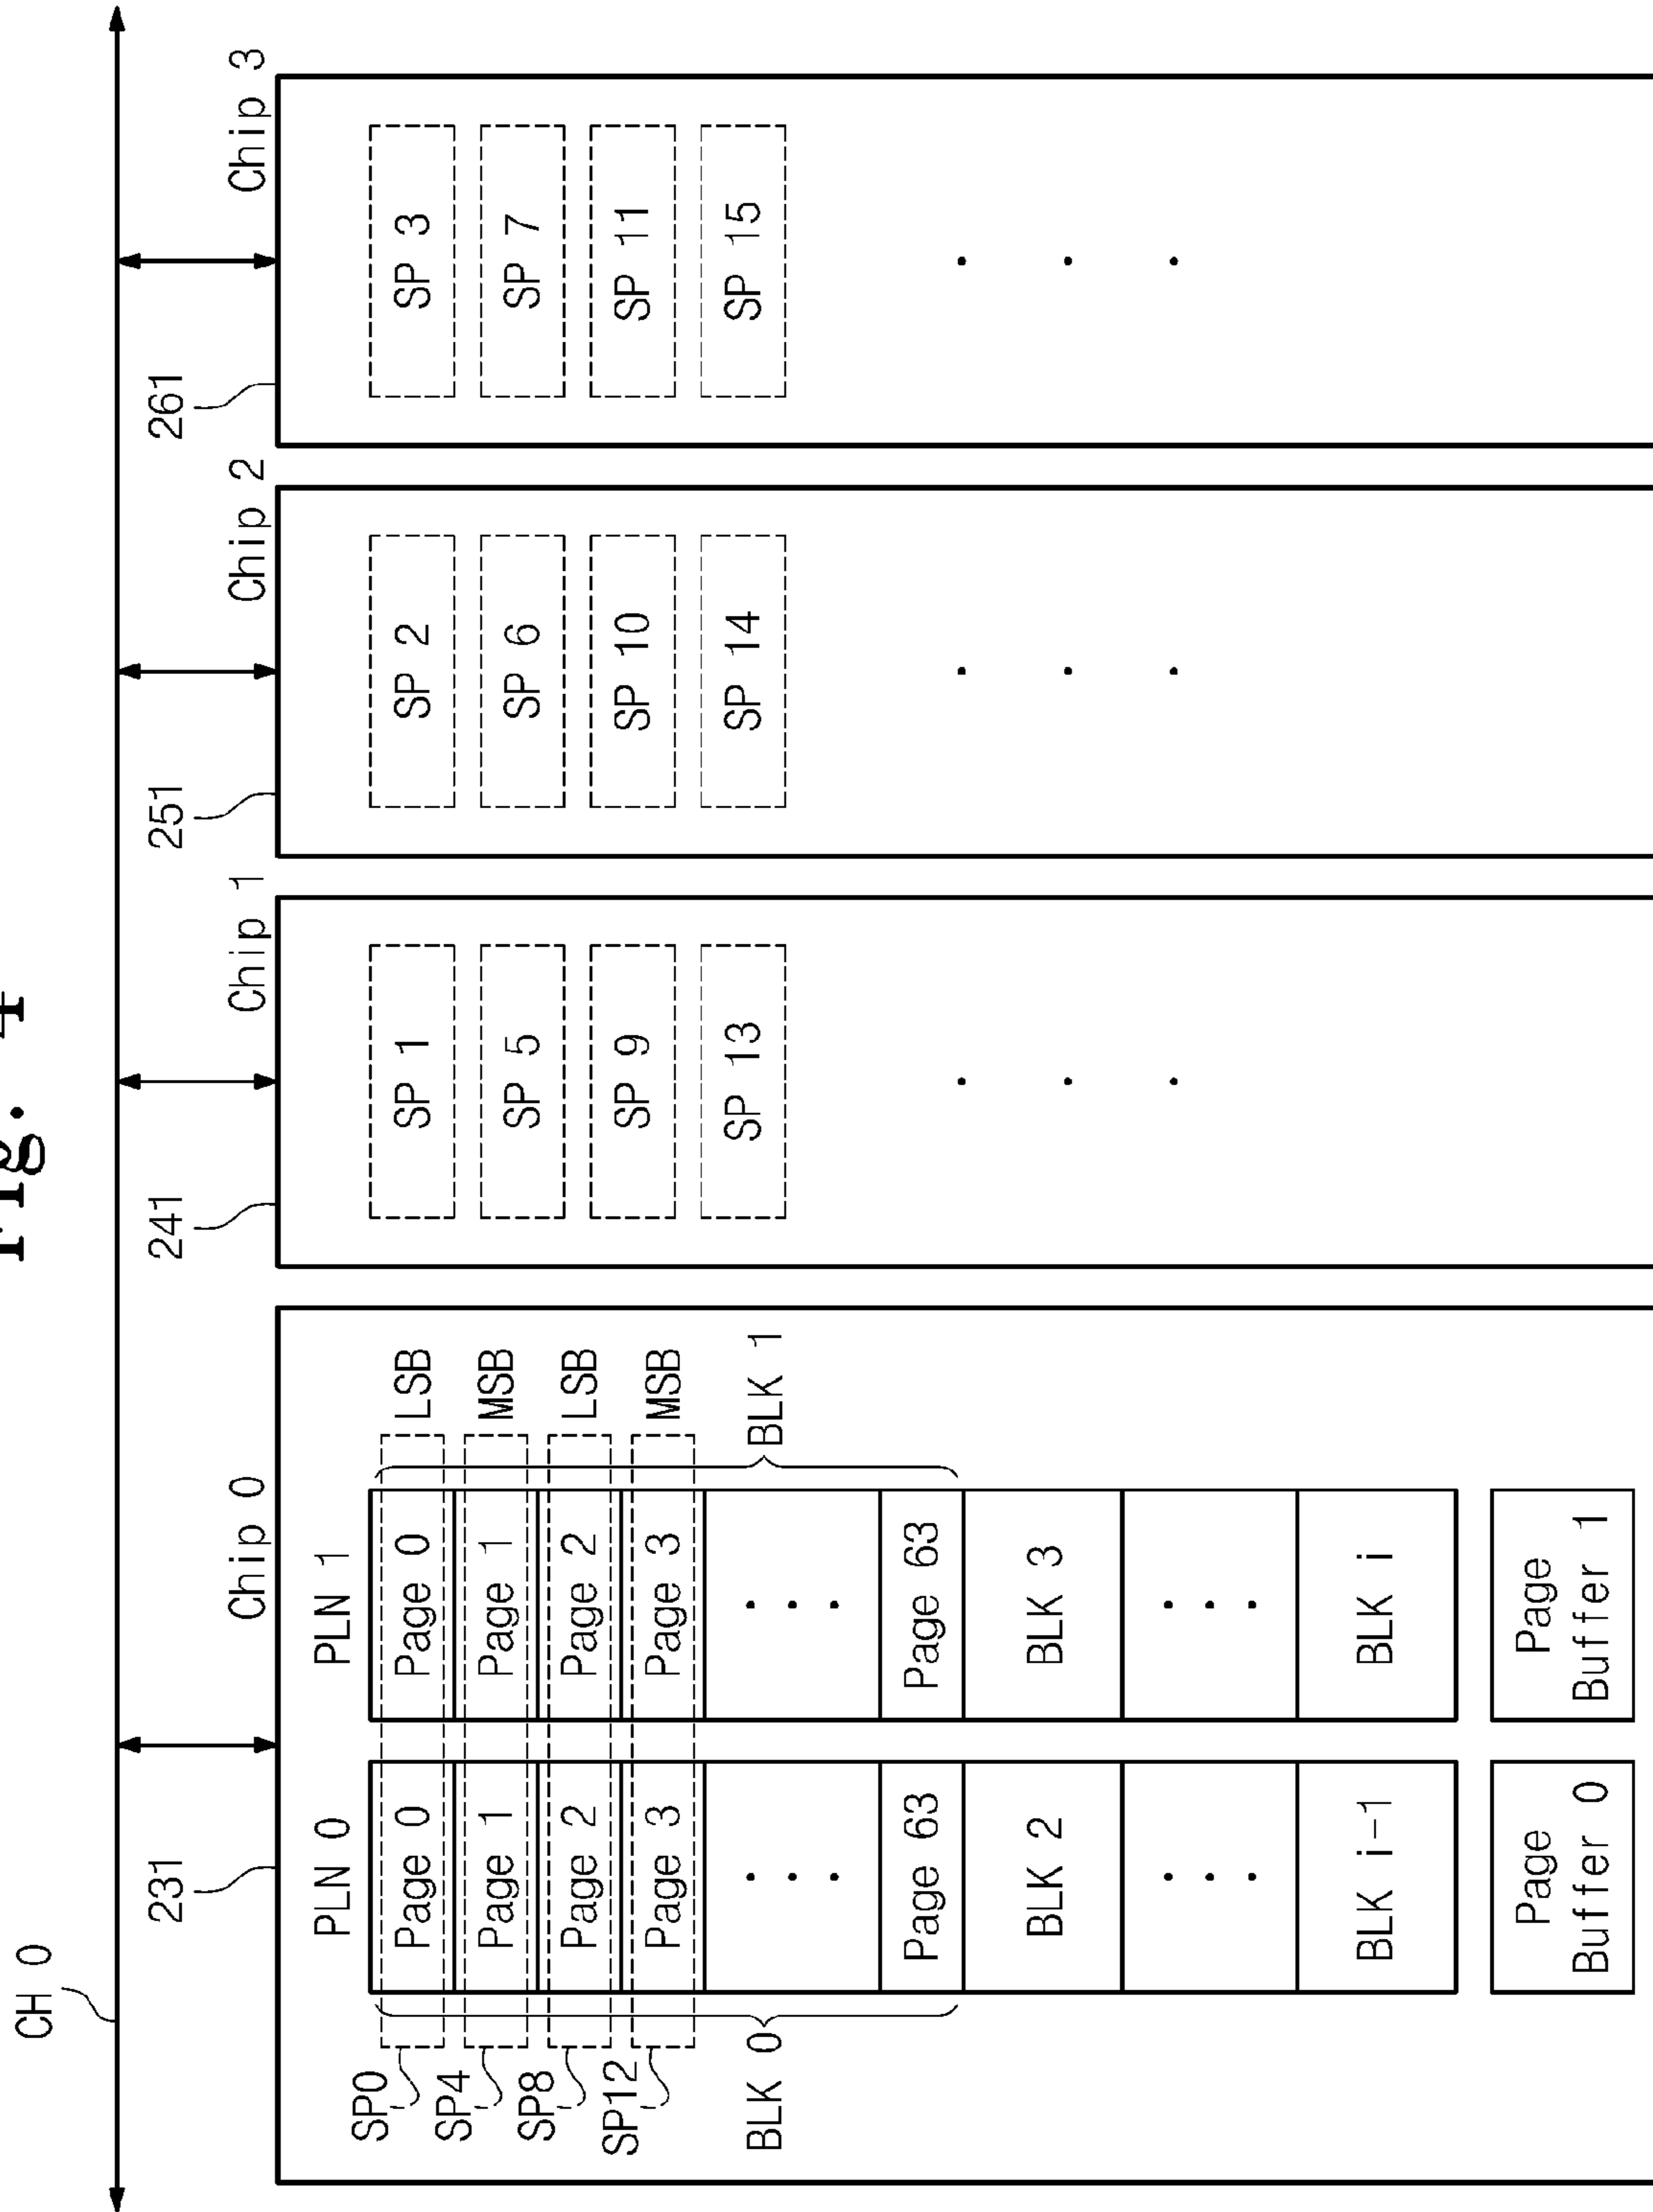 Fig. 4
CH 0
231
Chip 0
PLN 0
PLN 1
SP0
Page 0
Page 0
LSB
SP4
Page 1
Page 1
MSB
SP8
Page 2
Page 2
LSB
SP12
Page 3
Page 3
MSB
BLK 0
BLK 1
Page 63
Page 63
BLK 2
BLK 3
BLK i-1
BLK i
Page
Buffer 0
Page
Buffer 1
241
Chip 1
SP 1
SP 5
SP 9
SP 13
251
Chip 2
SP 2
SP 6
SP 10
SP 14
261
Chip 3
SP 3
SP 7
SP 11
SP 15